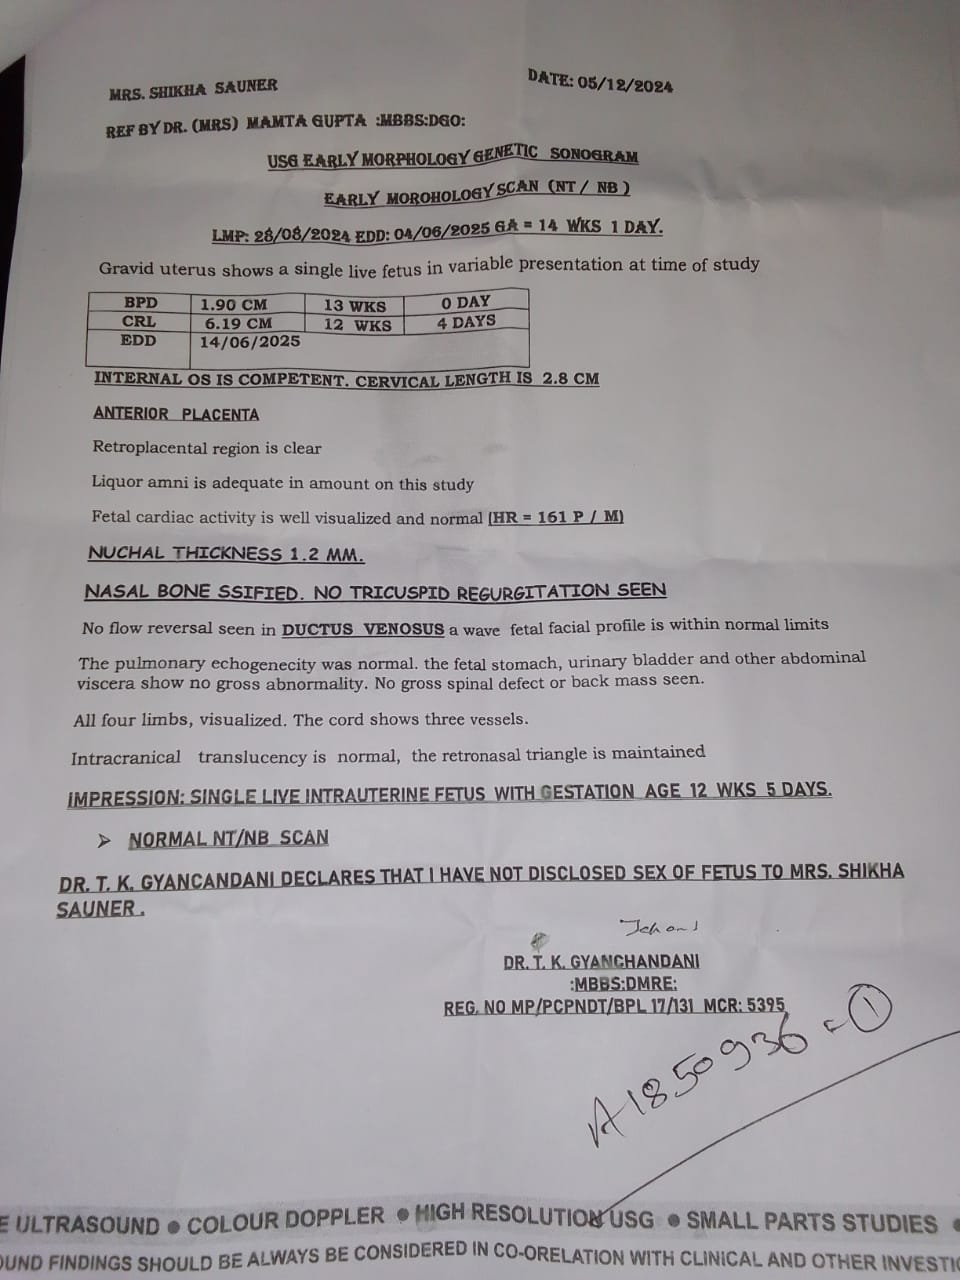 MRS. SHIKHA SAUNER
DATE: 05/12/2024
REF BY DR. (MRS) MAMTA GUPTA :MBBS:DGO:
USG EARLY MORPHOLOGY GENETIC SONOGRAM
EARLY MOROHOLOGY SCAN (NT / NB )
LMP: 28/08/2024 EDD: 04/06/2025 GA = 14 WKS 1 DAY.
Gravid uterus shows a single live fetus in variable presentation at time of study
BPD 1.90 CM 13 WKS 0 DAY
CRL 6.19 CM 12 WKS 4 DAYS
EDD 14/06/2025
INTERNAL OS IS COMPETENT. CERVICAL LENGTH IS 2.8 CM
ANTERIOR PLACENTA
Retroplacental region is clear
Liquor amni is adequate in amount on this study
Fetal cardiac activity is well visualized and normal (HR = 161 P / M)
NUCHAL THICKNESS 1.2 MM.
NASAL BONE SSIFIED. NO TRICUSPID REGURGITATION SEEN
No flow reversal seen in DUCTUS VENOSUS a wave fetal facial profile is within normal limits
The pulmonary echogenecity was normal. the fetal stomach, urinary bladder and other abdominal
viscera show no gross abnormality. No gross spinal defect or back mass seen.
All four limbs, visualized. The cord shows three vessels.
Intracranical translucency is normal, the retronasal triangle is maintained
IMPRESSION: SINGLE LIVE INTRAUTERINE FETUS WITH GESTATION AGE 12 WKS 5 DAYS.
➢ NORMAL NT/NB SCAN
DR. T. K. GYANCANDANI DECLARES THAT I HAVE NOT DISCLOSED SEX OF FETUS TO MRS. SHIKHA
SAUNER .
DR. T. K. GYANCHANDANI
:MBBS:DMRE:
REG. NO MP/PCPNDT/BPL 17/131 MCR: 5395
A1850936 = 1
E ULTRASOUND ● COLOUR DOPPLER ● HIGH RESOLUTION USG ● SMALL PARTS STUDIES ●
OUND FINDINGS SHOULD BE ALWAYS BE CONSIDERED IN CO-ORELATION WITH CLINICAL AND OTHER INVESTIG